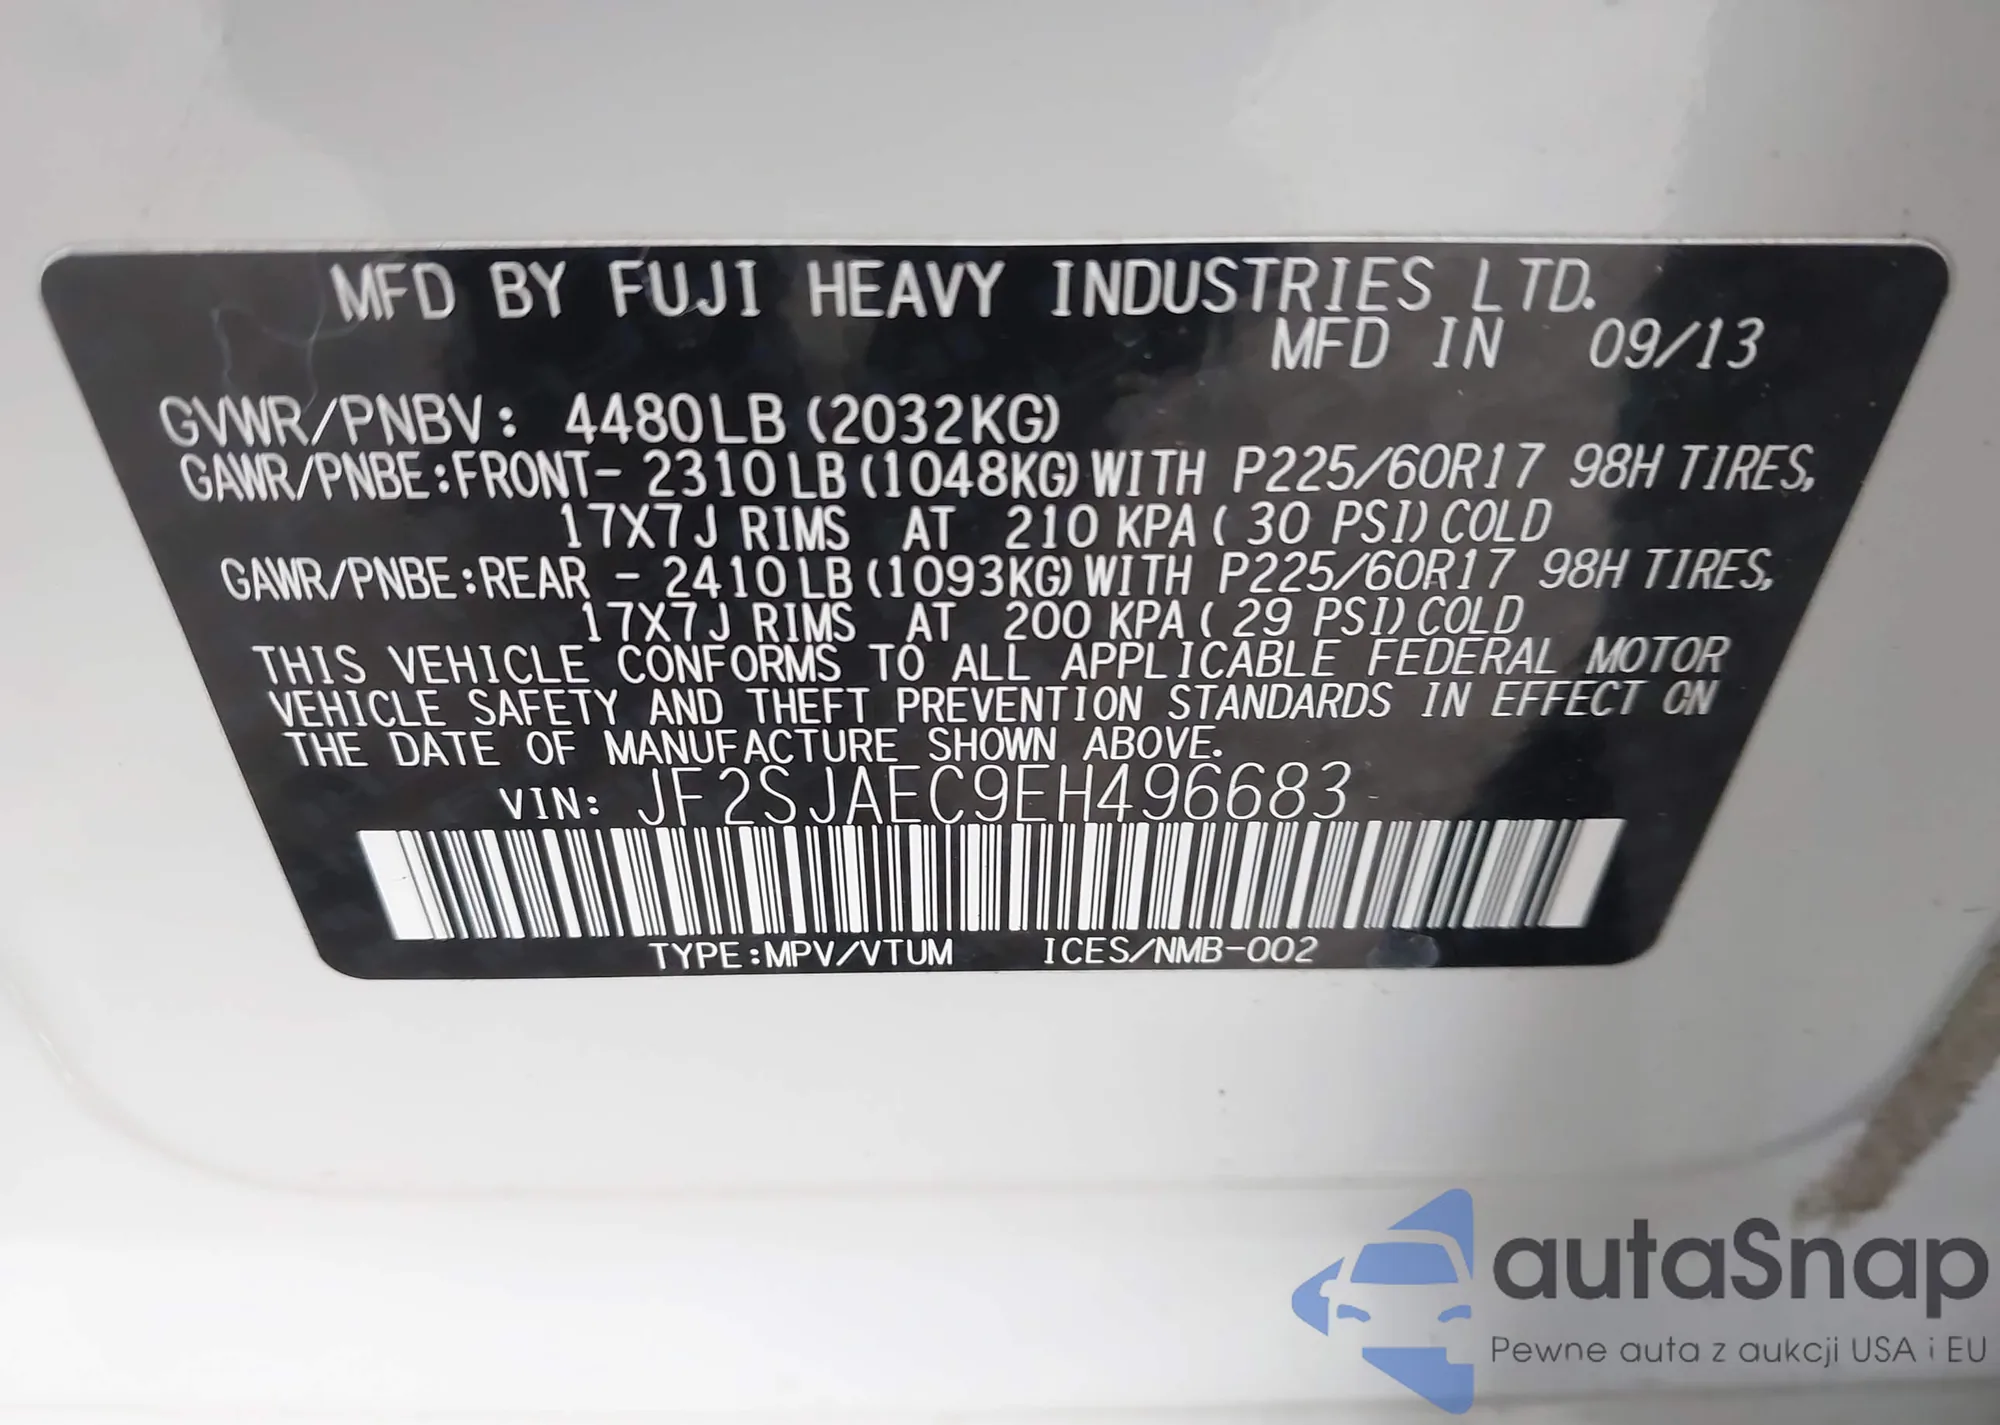 MFD BY FUJI HEAVY INDUSTRIES LTD.
MFD IN 09/13
GVWR/PNBV: 4480LB (2032KG)
GAWR/PNBE:FRONT- 2310LB (1048KG) WITH P225/60R17 98H TIRES,
17X7J RIMS AT 210 KPA ( 30 PSI) COLD
GAWR/PNBE:REAR - 2410LB (1093KG) WITH P225/60R17 98H TIRES,
17X7J RIMS AT 200 KPA ( 29 PSI) COLD
THIS VEHICLE CONFORMS TO ALL APPLICABLE FEDERAL MOTOR
VEHICLE SAFETY AND THEFT PREVENTION STANDARDS IN EFFECT ON
THE DATE OF MANUFACTURE SHOWN ABOVE.
VIN: JF2SJAEC9EH496683
TYPE:MPV/VTUM ICES/NMB-002
autaSnap
Pewne auta z aukcji USA i EU